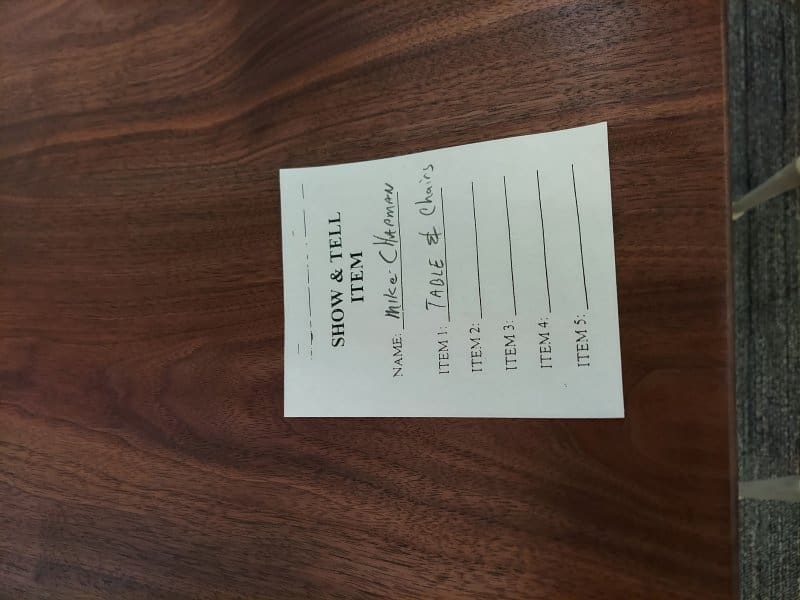 SHOW & TELL
ITEM
NAME: Mike CHAPMAN
ITEM 1: TABLE & Chairs
ITEM 2:
ITEM 3:
ITEM 4:
ITEM 5: